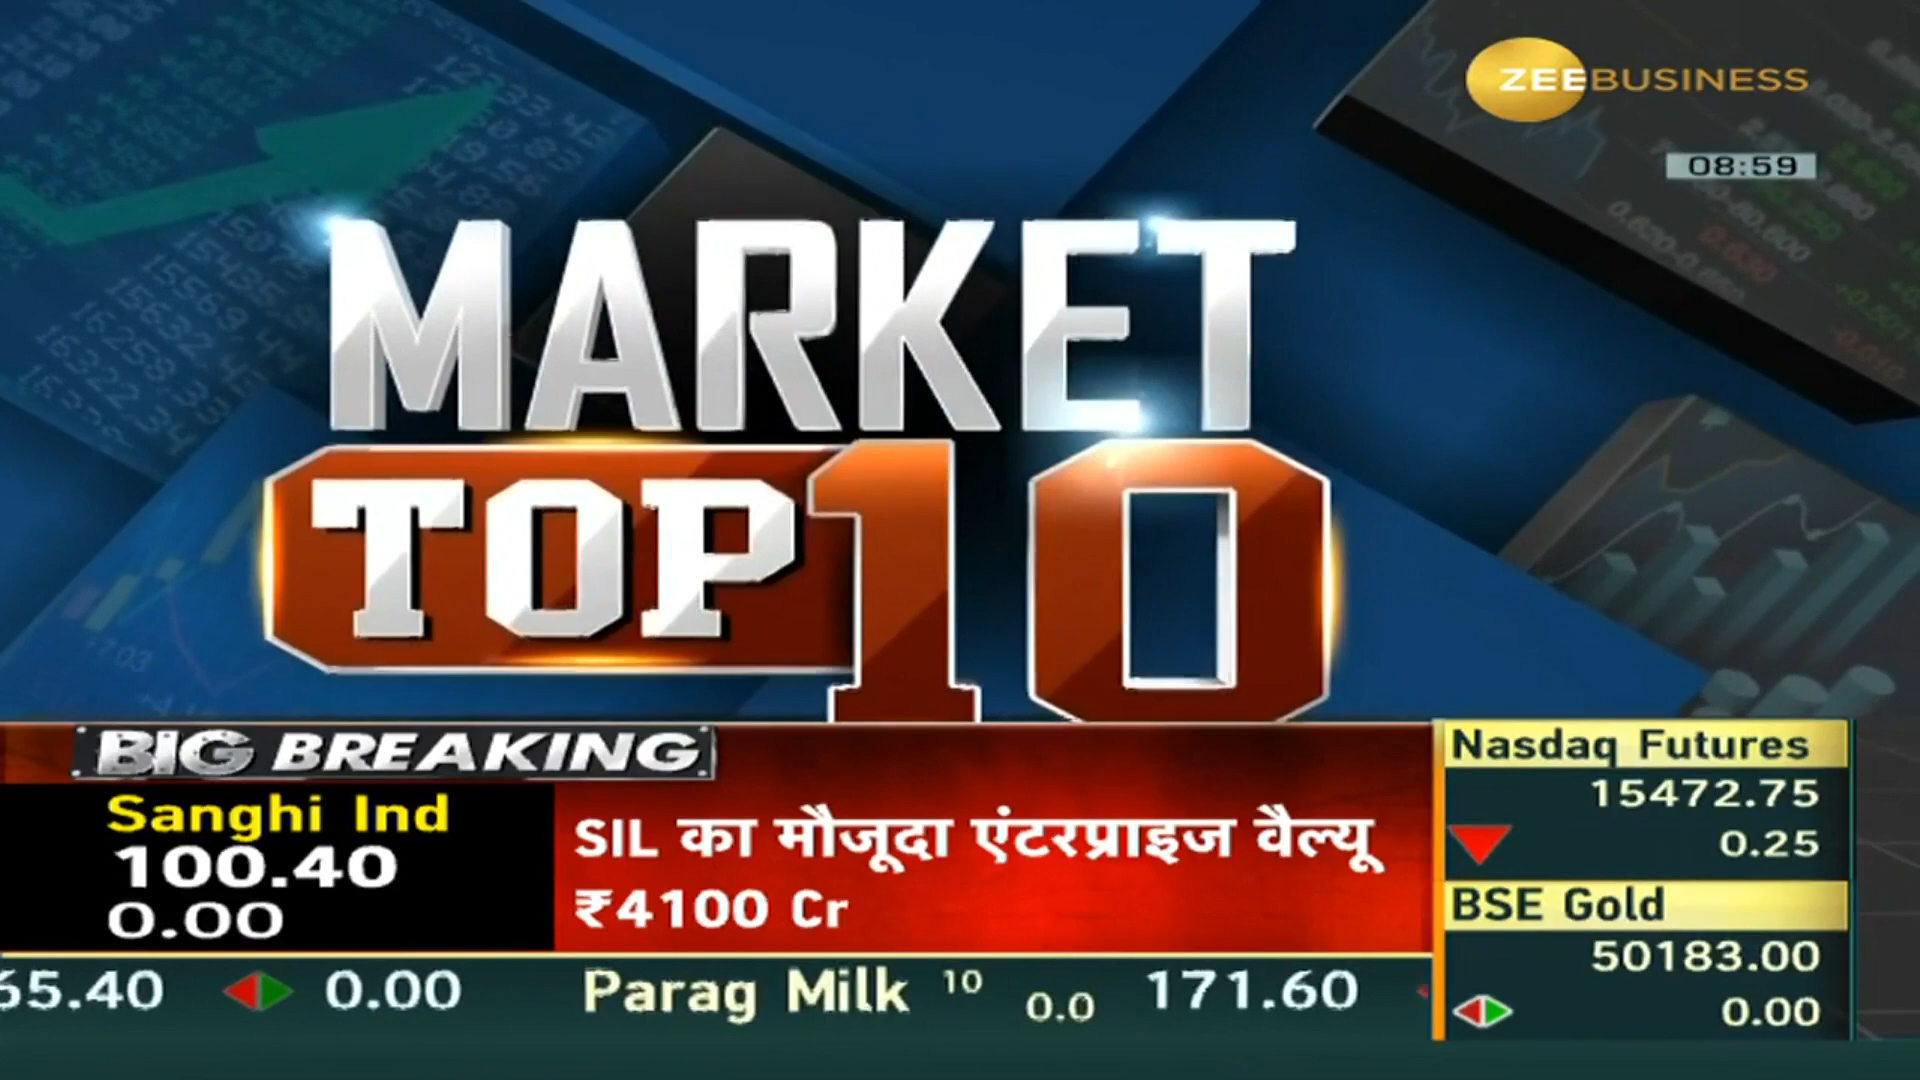 ZEEBUSINESS
08:59
MARKET
TOP10
BIG BREAKING
Sanghi Ind
100.40
0.00
SIL का मौजूदा एंटरप्राइज वैल्यू
₹4100 Cr
Nasdaq Futures
15472.75
0.25
BSE Gold
50183.00
0.00
65.40 0.00 Parag Milk 10 0.0 171.60